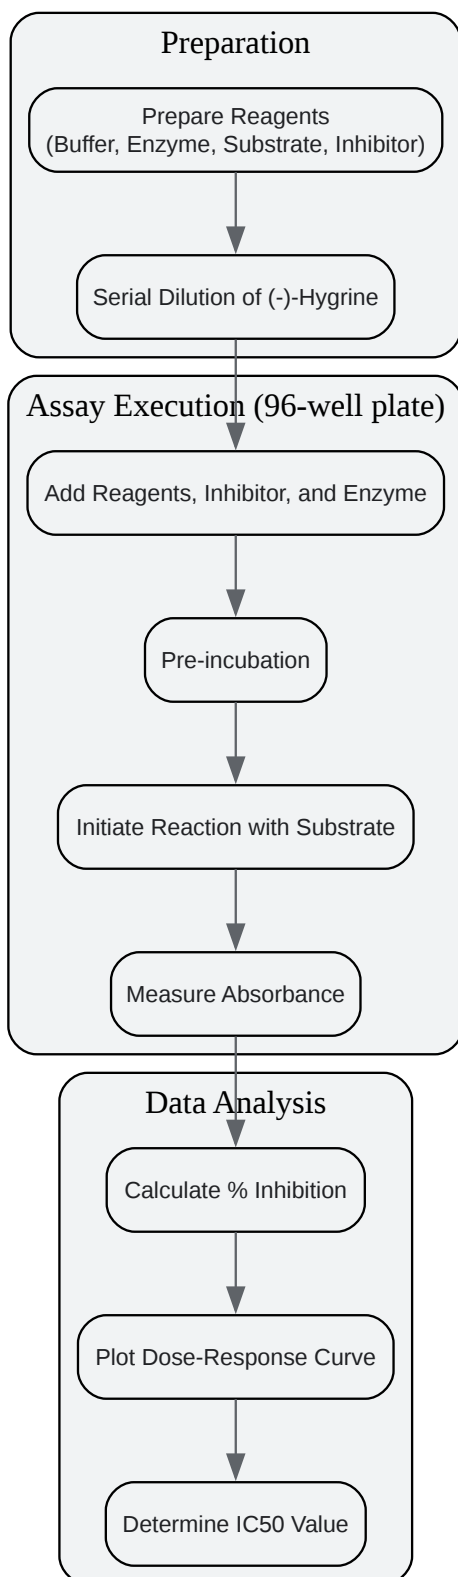 Preparation
Prepare Reagents
(Buffer, Enzyme, Substrate, Inhibitor)
Serial Dilution of (-)-Hygrine
Assay Execution (96-well plate)
Add Reagents, Inhibitor, and Enzyme
Pre-incubation
Initiate Reaction with Substrate
Measure Absorbance
Data Analysis
Calculate % Inhibition
Plot Dose-Response Curve
Determine IC50 Value